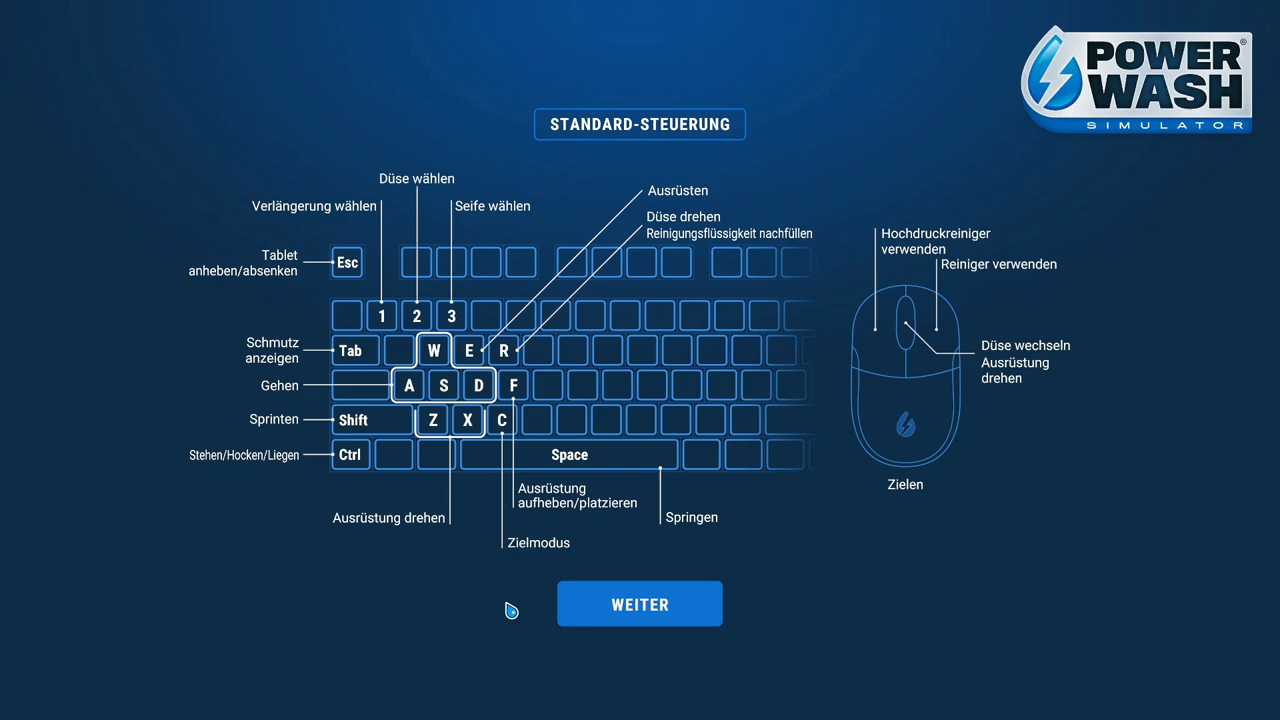 POWER
WASH
SIMULATOR
STANDARD-STEUERUNG
Düse wählen
Verlängerung wählen
Seife wählen
Ausrüsten
Düse drehen
Reinigungsflüssigkeit nachfüllen
Tablet
anheben/absenken
Esc
1 2 3
Schmutz
anzeigen
Tab W E R
Gehen
A S D F
Sprinten
Shift Z X C
Stehen/Hocken/Liegen
Ctrl Space
Ausrüstung drehen
Ausrüstung
aufheben/platzieren
Zielmodus
Springen
Hochdruckreiniger
verwenden
Reiniger verwenden
Düse wechseln
Ausrüstung
drehen
Zielen
WEITER